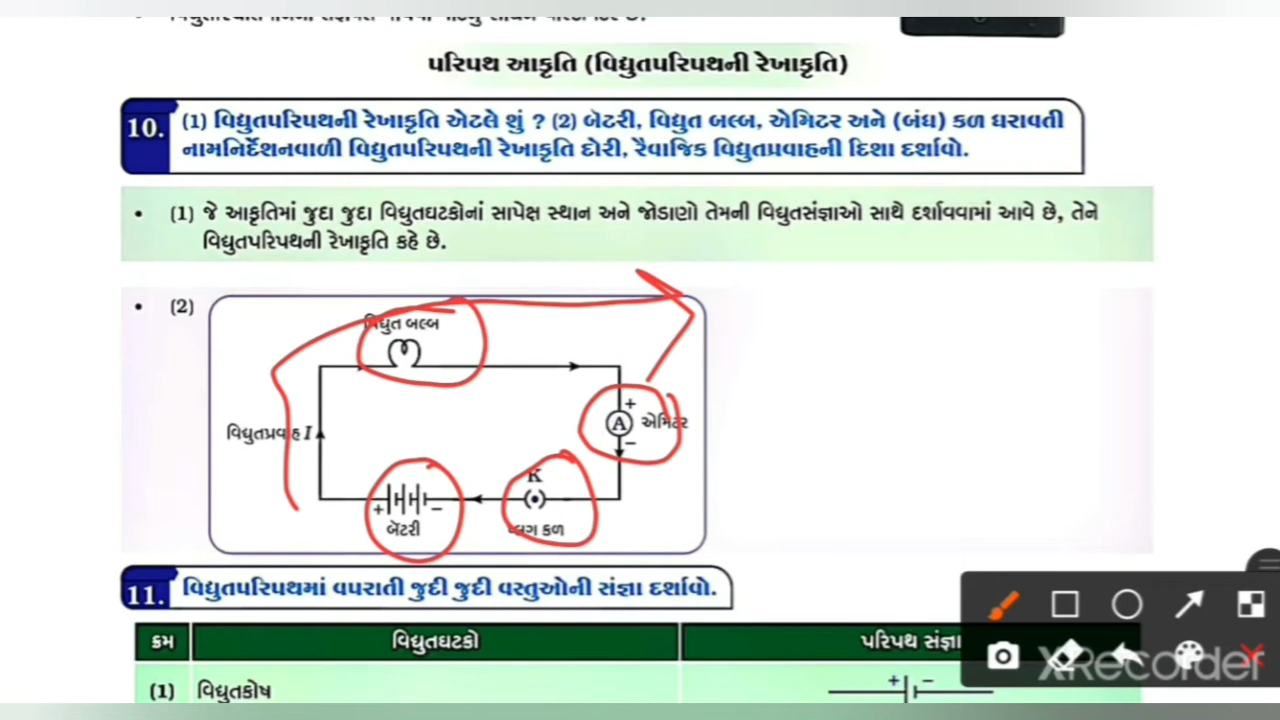 પરિપથ આકૃતિ (વિદ્યુતપરિપથની રેખાકૃતિ)
10. (1) વિદ્યુતપરિપથની રેખાકૃતિ એટલે શું ? (2) બૅટરી, વિદ્યુત બલ્બ, એમિટર અને (બંધ) કળ ધરાવતી
નામનિર્દેશનવાળી વિદ્યુતપરિપથની રેખાકૃતિ દોરી, રૈવાજિક વિદ્યુતપ્રવાહની દિશા દર્શાવો.
• (1) જે આકૃતિમાં જુદા જુદા વિદ્યુતઘટકોનાં સાપેક્ષ સ્થાન અને જોડાણો તેમની વિદ્યુતસંજ્ઞાઓ સાથે દર્શાવવામાં આવે છે, તેને
વિદ્યુતપરિપથની રેખાકૃતિ કહે છે.
• (2)
વિદ્યુત બલ્બ
+
A એમિટર
−
વિદ્યુતપ્રવાહ I
K
+ −
બૅટરી
પ્લગ કળ
11. વિદ્યુતપરિપથમાં વપરાતી જુદી જુદી વસ્તુઓની સંજ્ઞા દર્શાવો.
ક્રમ વિદ્યુતઘટકો પરિપથ સંજ્ઞા
(1) વિદ્યુતકોષ + −
XRecorder